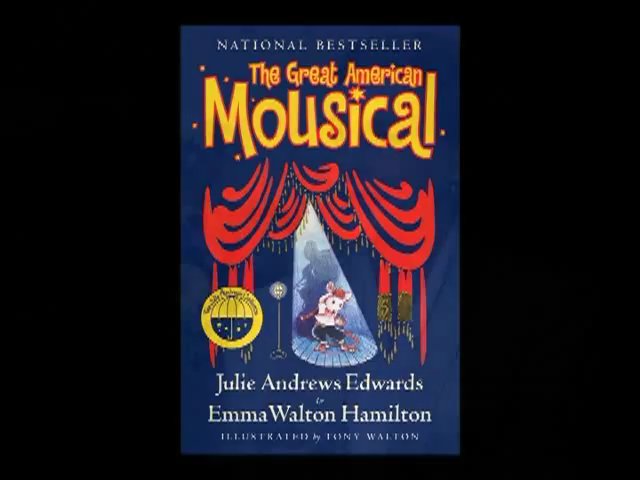 NATIONAL BESTSELLER
The Great American
Mousical
Julie Andrews Edwards
&
Emma Walton Hamilton
ILLUSTRATED by TONY WALTON